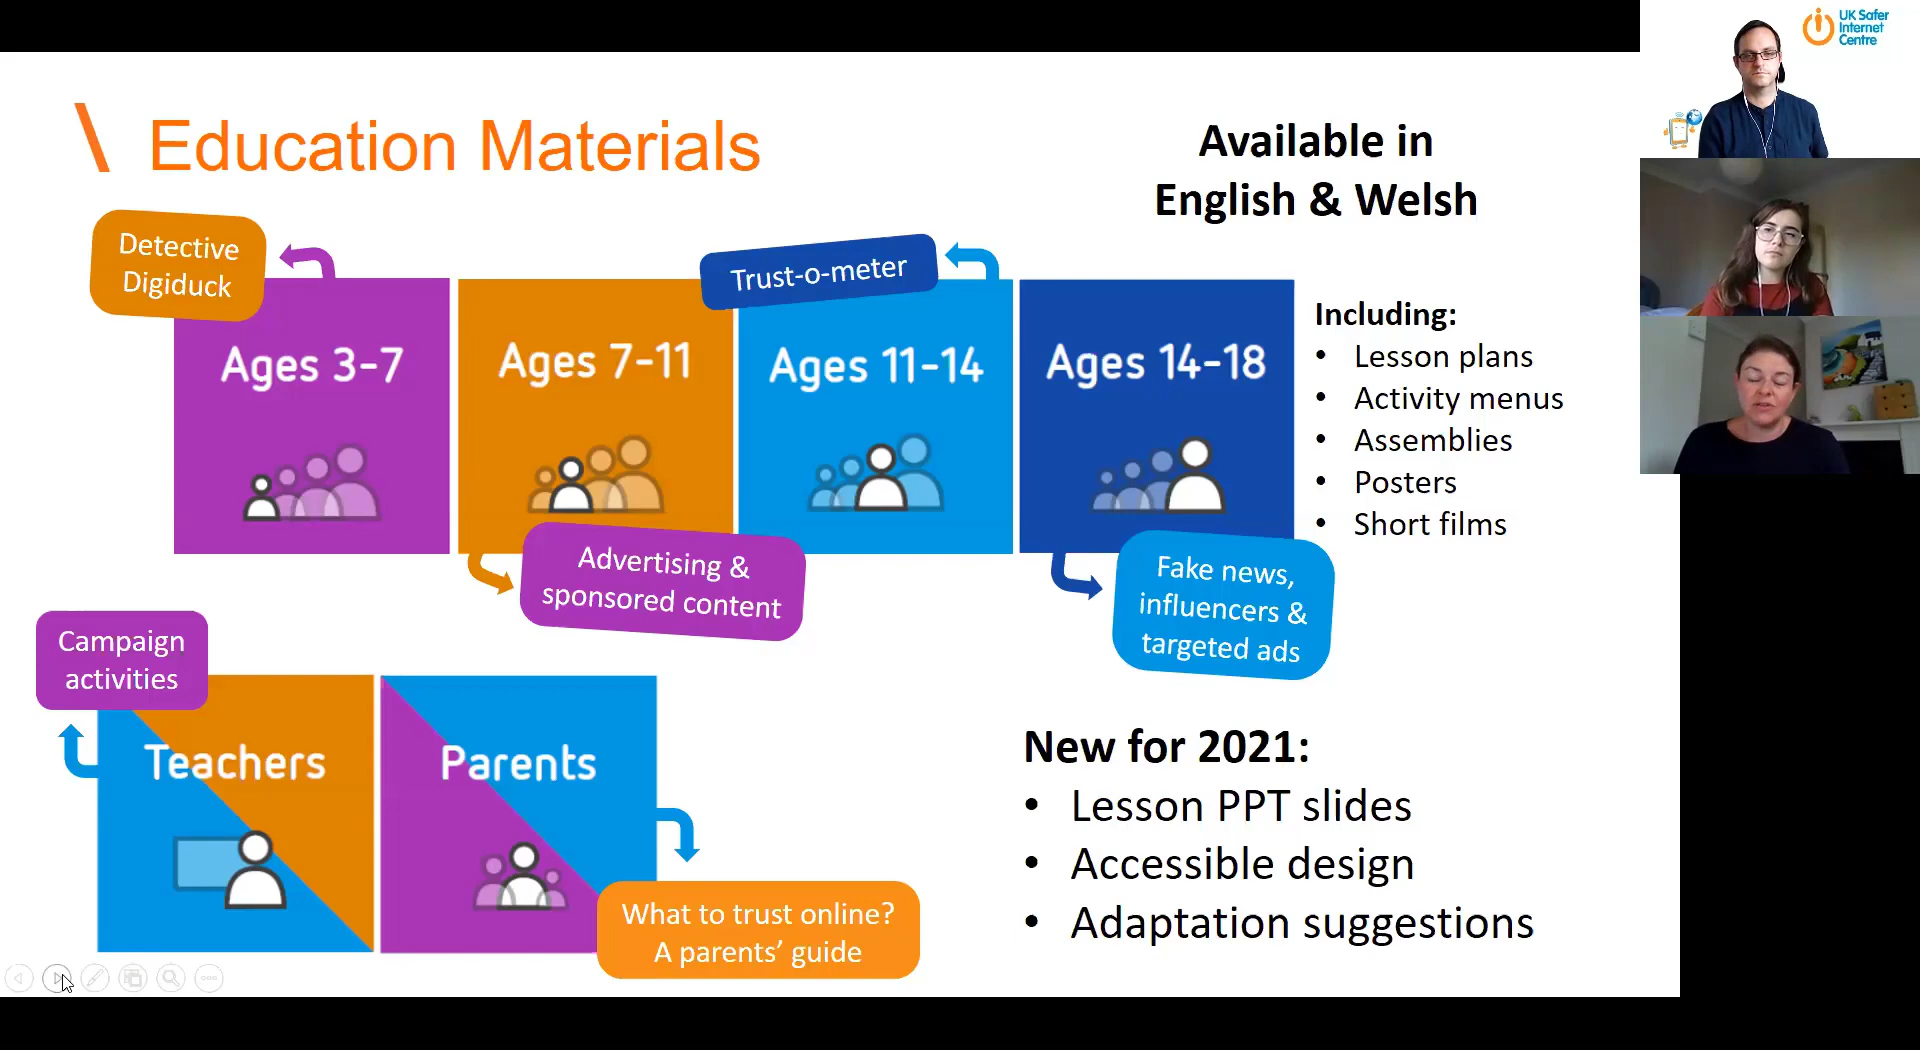 UK Safer
Internet
Centre
Education Materials
Available in
English & Welsh
Detective
Digiduck
Trust-o-meter
Ages 3-7
Ages 7-11
Ages 11-14
Ages 14-18
Including:
• Lesson plans
• Activity menus
• Assemblies
• Posters
• Short films
Advertising &
sponsored content
Fake news,
influencers &
targeted ads
Campaign
activities
Teachers
Parents
What to trust online?
A parents’ guide
New for 2021:
• Lesson PPT slides
• Accessible design
• Adaptation suggestions